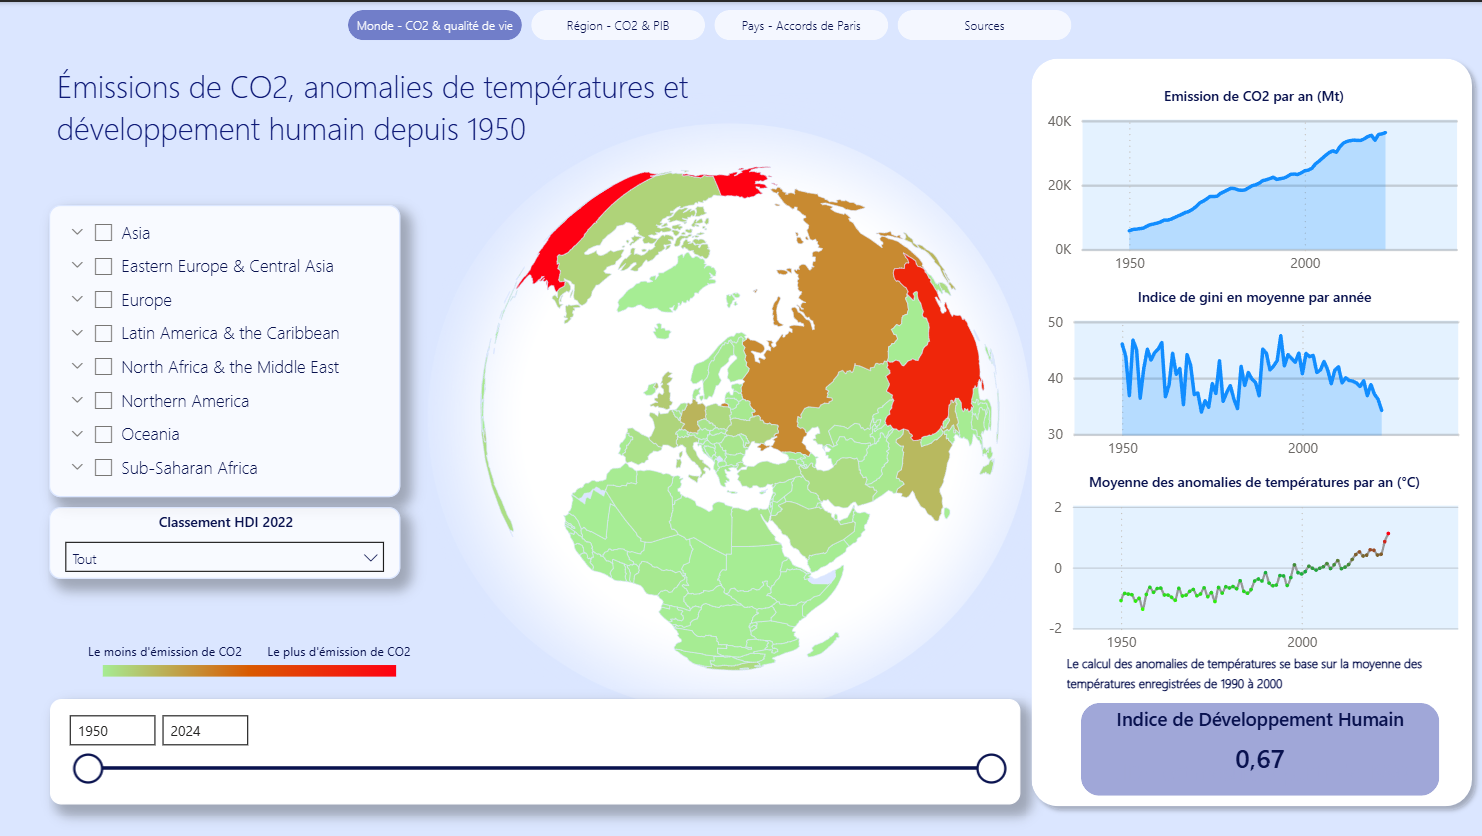 Monde - CO2 & qualité de vie
Région - CO2 & PIB
Pays - Accords de Paris
Sources
Émissions de CO2, anomalies de températures et
développement humain depuis 1950
Asia
Eastern Europe & Central Asia
Europe
Latin America & the Caribbean
North Africa & the Middle East
Northern America
Oceania
Sub-Saharan Africa
Classement HDI 2022
Tout
Le moins d'émission de CO2
Le plus d'émission de CO2
1950
2024
Emission de CO2 par an (Mt)
40K
20K
0K
1950
2000
Indice de gini en moyenne par année
50
40
30
1950
2000
Moyenne des anomalies de températures par an (°C)
2
0
-2
1950
2000
Le calcul des anomalies de températures se base sur la moyenne des
températures enregistrées de 1990 à 2000
Indice de Développement Humain
0,67